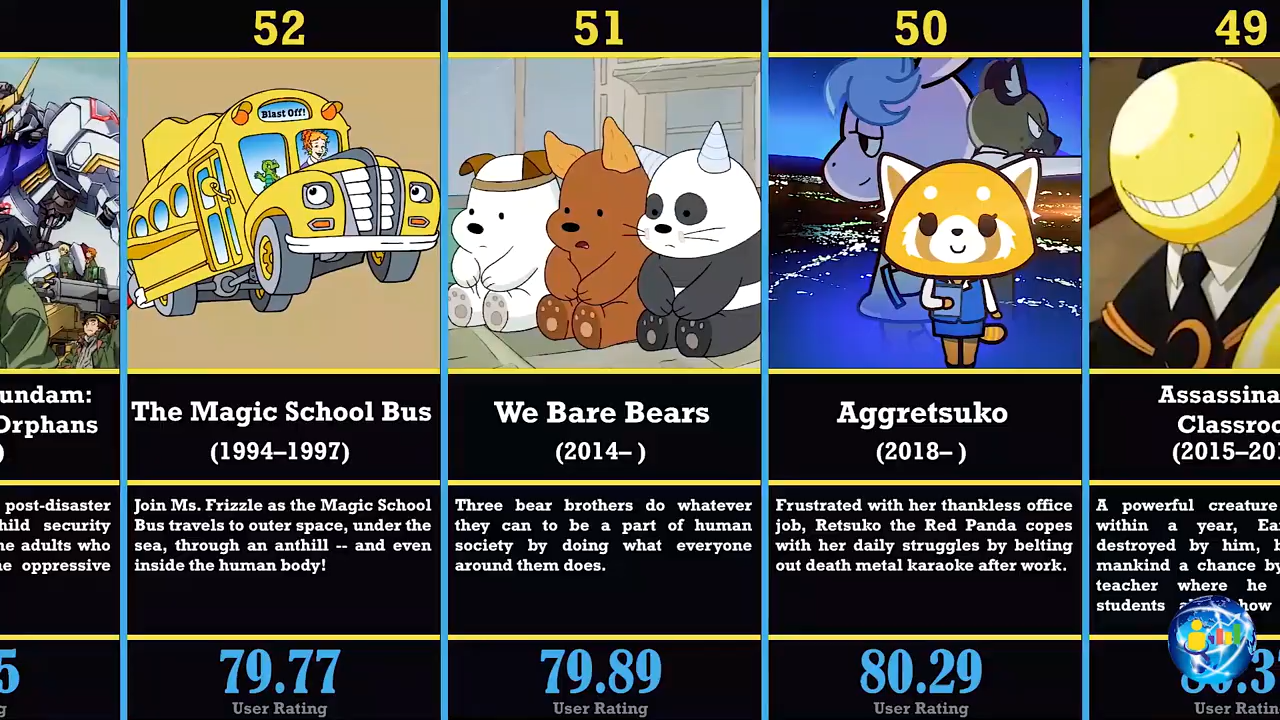 52
51
50
49
Blast Off!
undam:
Orphans
)
The Magic School Bus
(1994–1997)
We Bare Bears
(2014– )
Aggretsuko
(2018– )
Assassina
Classroo
(2015–201
post-disaster
hild security
he adults who
he oppressive
Join Ms. Frizzle as the Magic School
Bus travels to outer space, under the
sea, through an anthill -- and even
inside the human body!
Three bear brothers do whatever
they can to be a part of human
society by doing what everyone
around them does.
Frustrated with her thankless office
job, Retsuko the Red Panda copes
with her daily struggles by belting
out death metal karaoke after work.
A powerful creature
within a year, Ea
destroyed by him, b
mankind a chance by
teacher where he
students how
5
g
79.77
User Rating
79.89
User Rating
80.29
User Rating
User Ratin